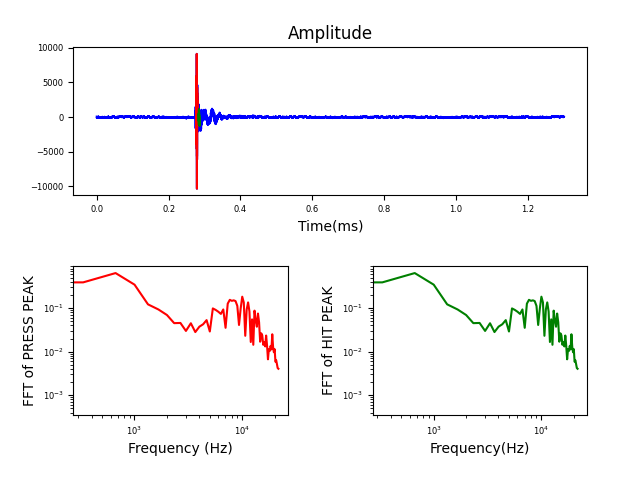 Amplitude
10000
5000
0
−5000
−10000
0.0 0.2 0.4 0.6 0.8 1.0 1.2
Time(ms)
FFT of PRESS PEAK
10⁻¹
10⁻²
10⁻³
10³ 10⁴
Frequency (Hz)
FFT of HIT PEAK
10⁻¹
10⁻²
10⁻³
10³ 10⁴
Frequency(Hz)